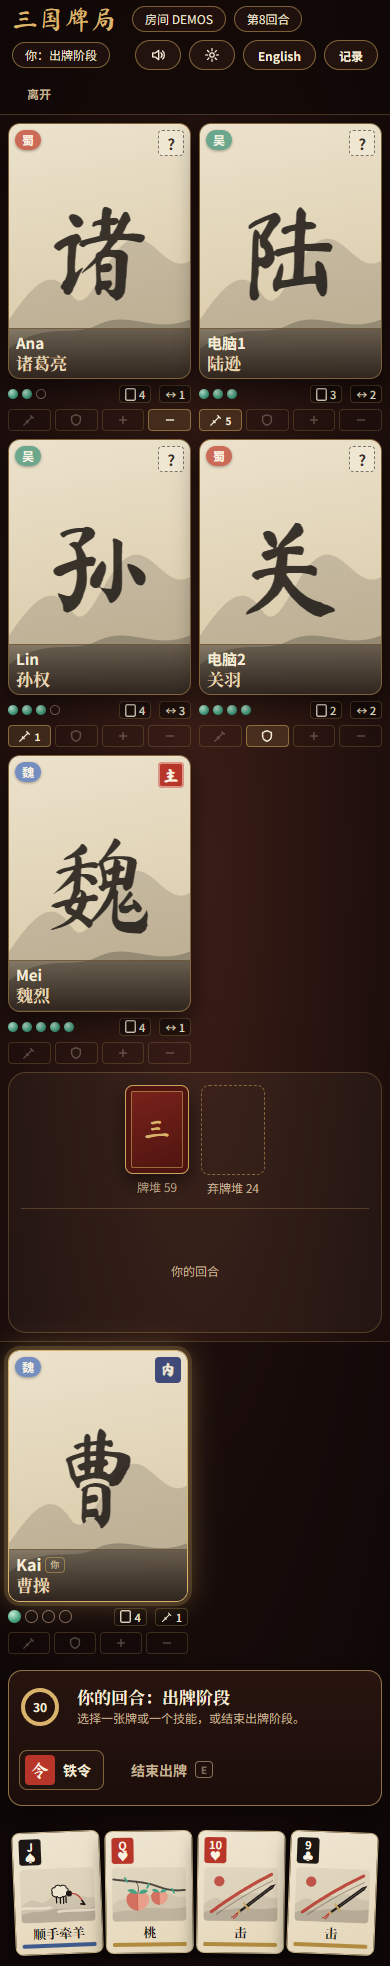 三国牌局
房间 DEMOS
第8回合
你：出牌阶段
English
记录
离开
蜀
?
诸
Ana
诸葛亮
4
↔1
吴
?
陆
电脑1
陆逊
3
↔2
5
吴
?
孙
Lin
孙权
4
↔3
1
蜀
?
关
电脑2
关羽
2
↔2
魏
主
魏
Mei
魏烈
4
↔1
三
牌堆 59
弃牌堆 24
你的回合
魏
内
曹
Kai 你
曹操
4
1
30
你的回合：出牌阶段
选择一张牌或一个技能，或结束出牌阶段。
令 铁令
结束出牌 E
J♠
顺手牵羊
Q♥
桃
10♥
击
9♣
击